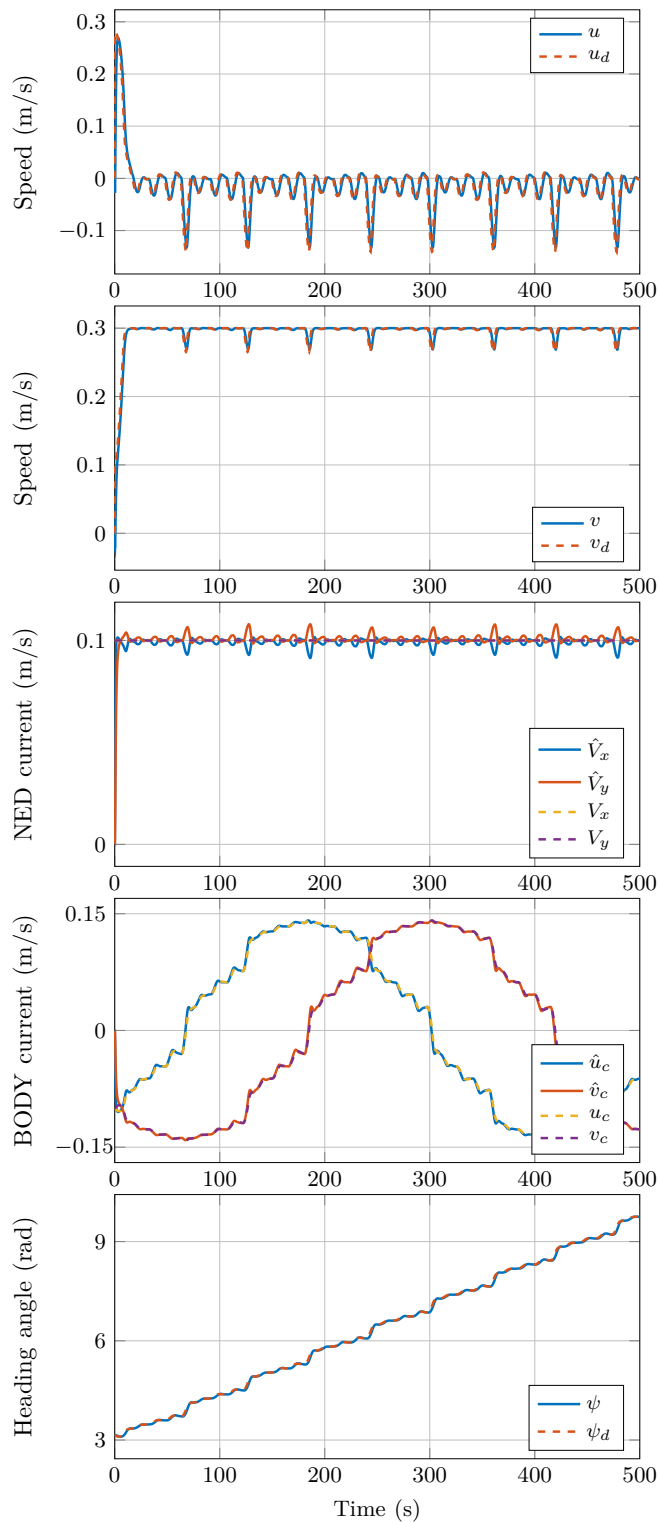 0.3
0.2
0.1
0
−0.1
Speed (m/s)
u
u_d
0 100 200 300 400 500
0.3
0.2
0.1
0
Speed (m/s)
v
v_d
0 100 200 300 400 500
0.1
0
NED current (m/s)
V̂_x
V̂_y
V_x
V_y
0 100 200 300 400 500
0.15
0
−0.15
BODY current (m/s)
û_c
v̂_c
u_c
v_c
0 100 200 300 400 500
9
6
3
Heading angle (rad)
ψ
ψ_d
0 100 200 300 400 500
Time (s)